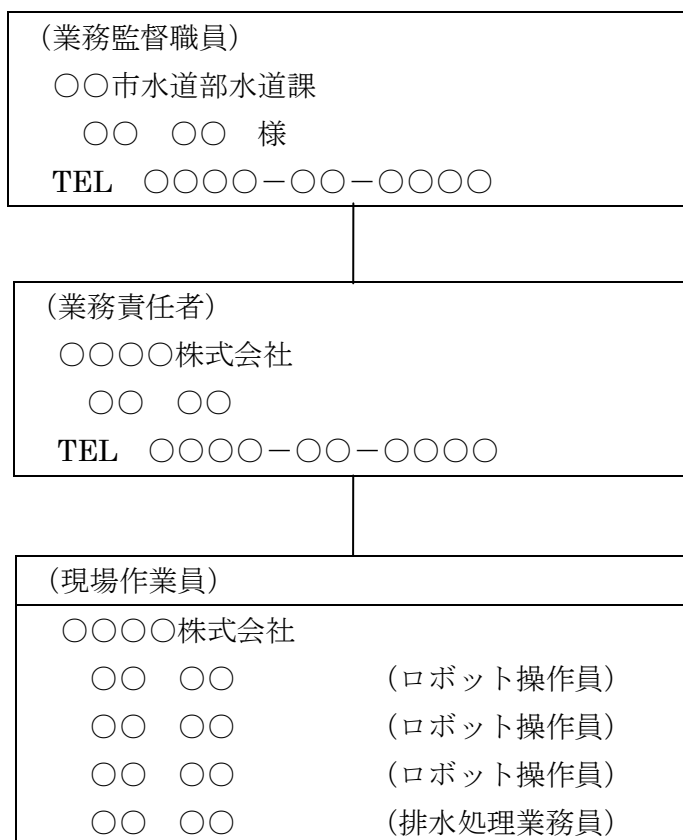 (業務監督職員)
○○市水道部水道課
○○　○○　様
TEL　○○○○－○○－○○○○
(業務責任者)
○○○○株式会社
○○　○○
TEL　○○○○－○○－○○○○
(現場作業員)
○○○○株式会社
○○　○○　(ロボット操作員)
○○　○○　(ロボット操作員)
○○　○○　(ロボット操作員)
○○　○○　(排水処理業務員)